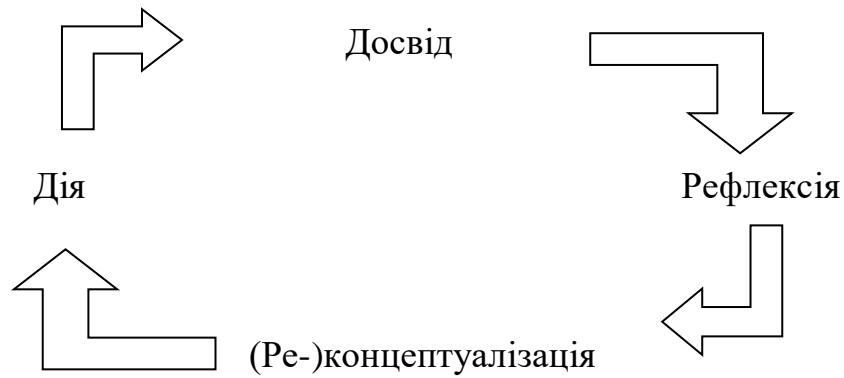 Досвід
Дія
Рефлексія
(Ре-)концептуалізація